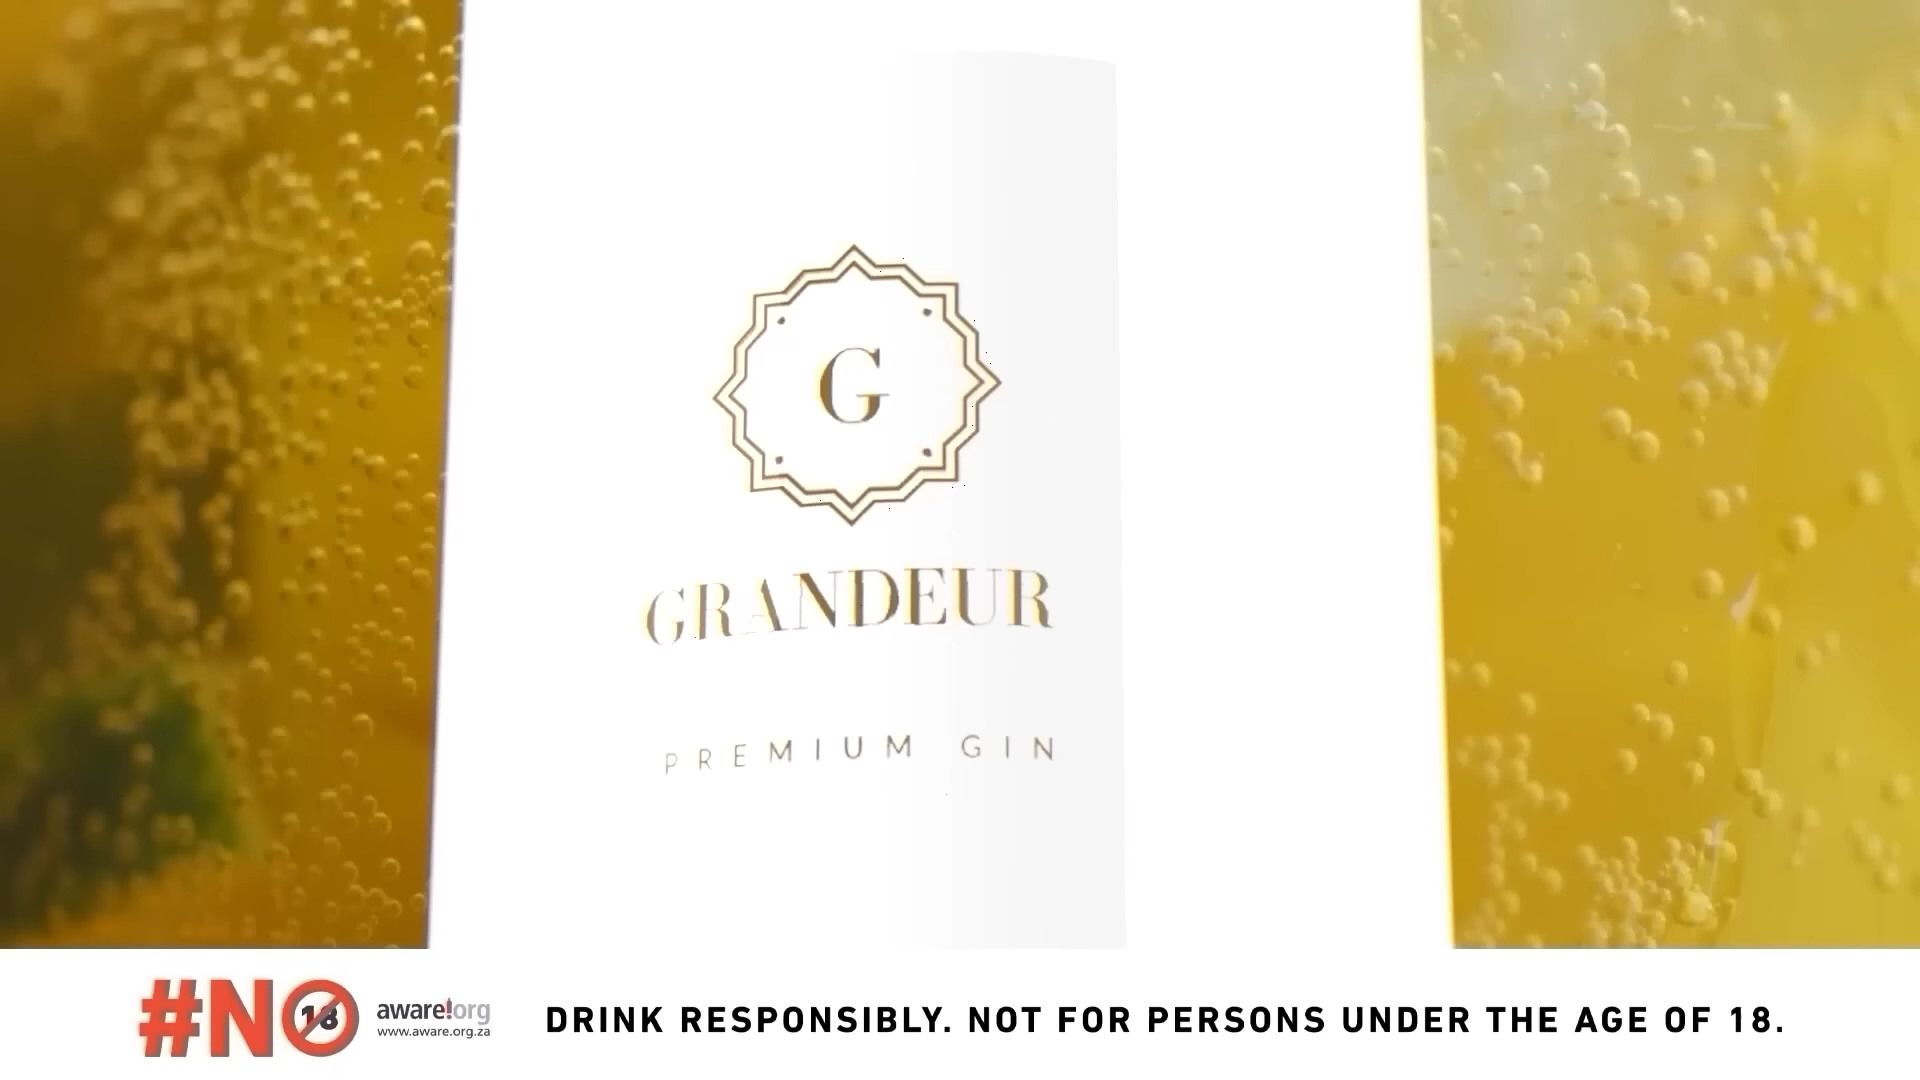 G
GRANDEUR
PREMIUM GIN
#NO
18
aware!org
www.aware.org.za
DRINK RESPONSIBLY. NOT FOR PERSONS UNDER THE AGE OF 18.